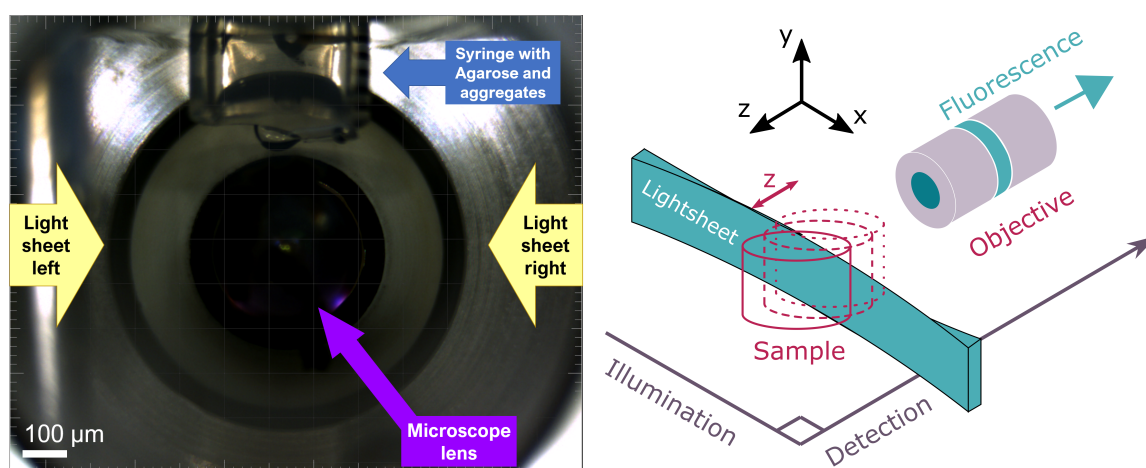 Syringe with
Agarose and
aggregates
Light
sheet
left
Light
sheet
right
Microscope
lens
100 µm
y
z
x
Fluorescence
z
Lightsheet
Objective
Sample
Illumination
Detection